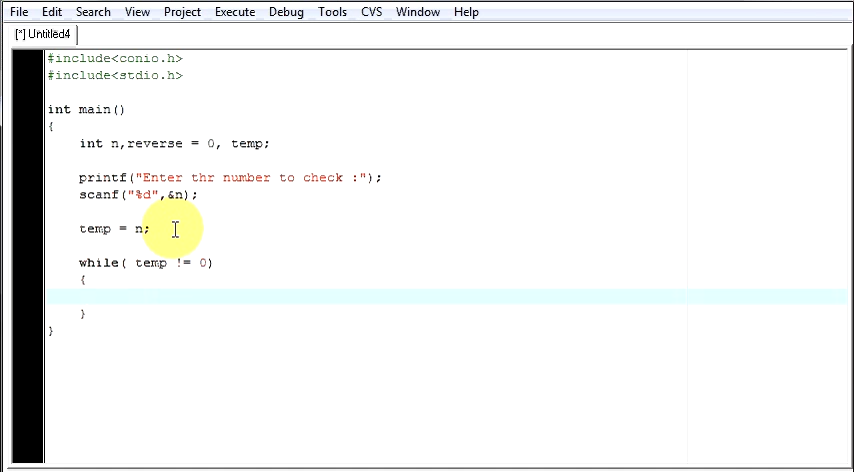 File Edit Search View Project Execute Debug Tools CVS Window Help
[*] Untitled4
#include<conio.h>
#include<stdio.h>
int main()
{
int n,reverse = 0, temp;
printf("Enter thr number to check :");
scanf("%d",&n);
temp = n;
while( temp != 0)
{
}
}